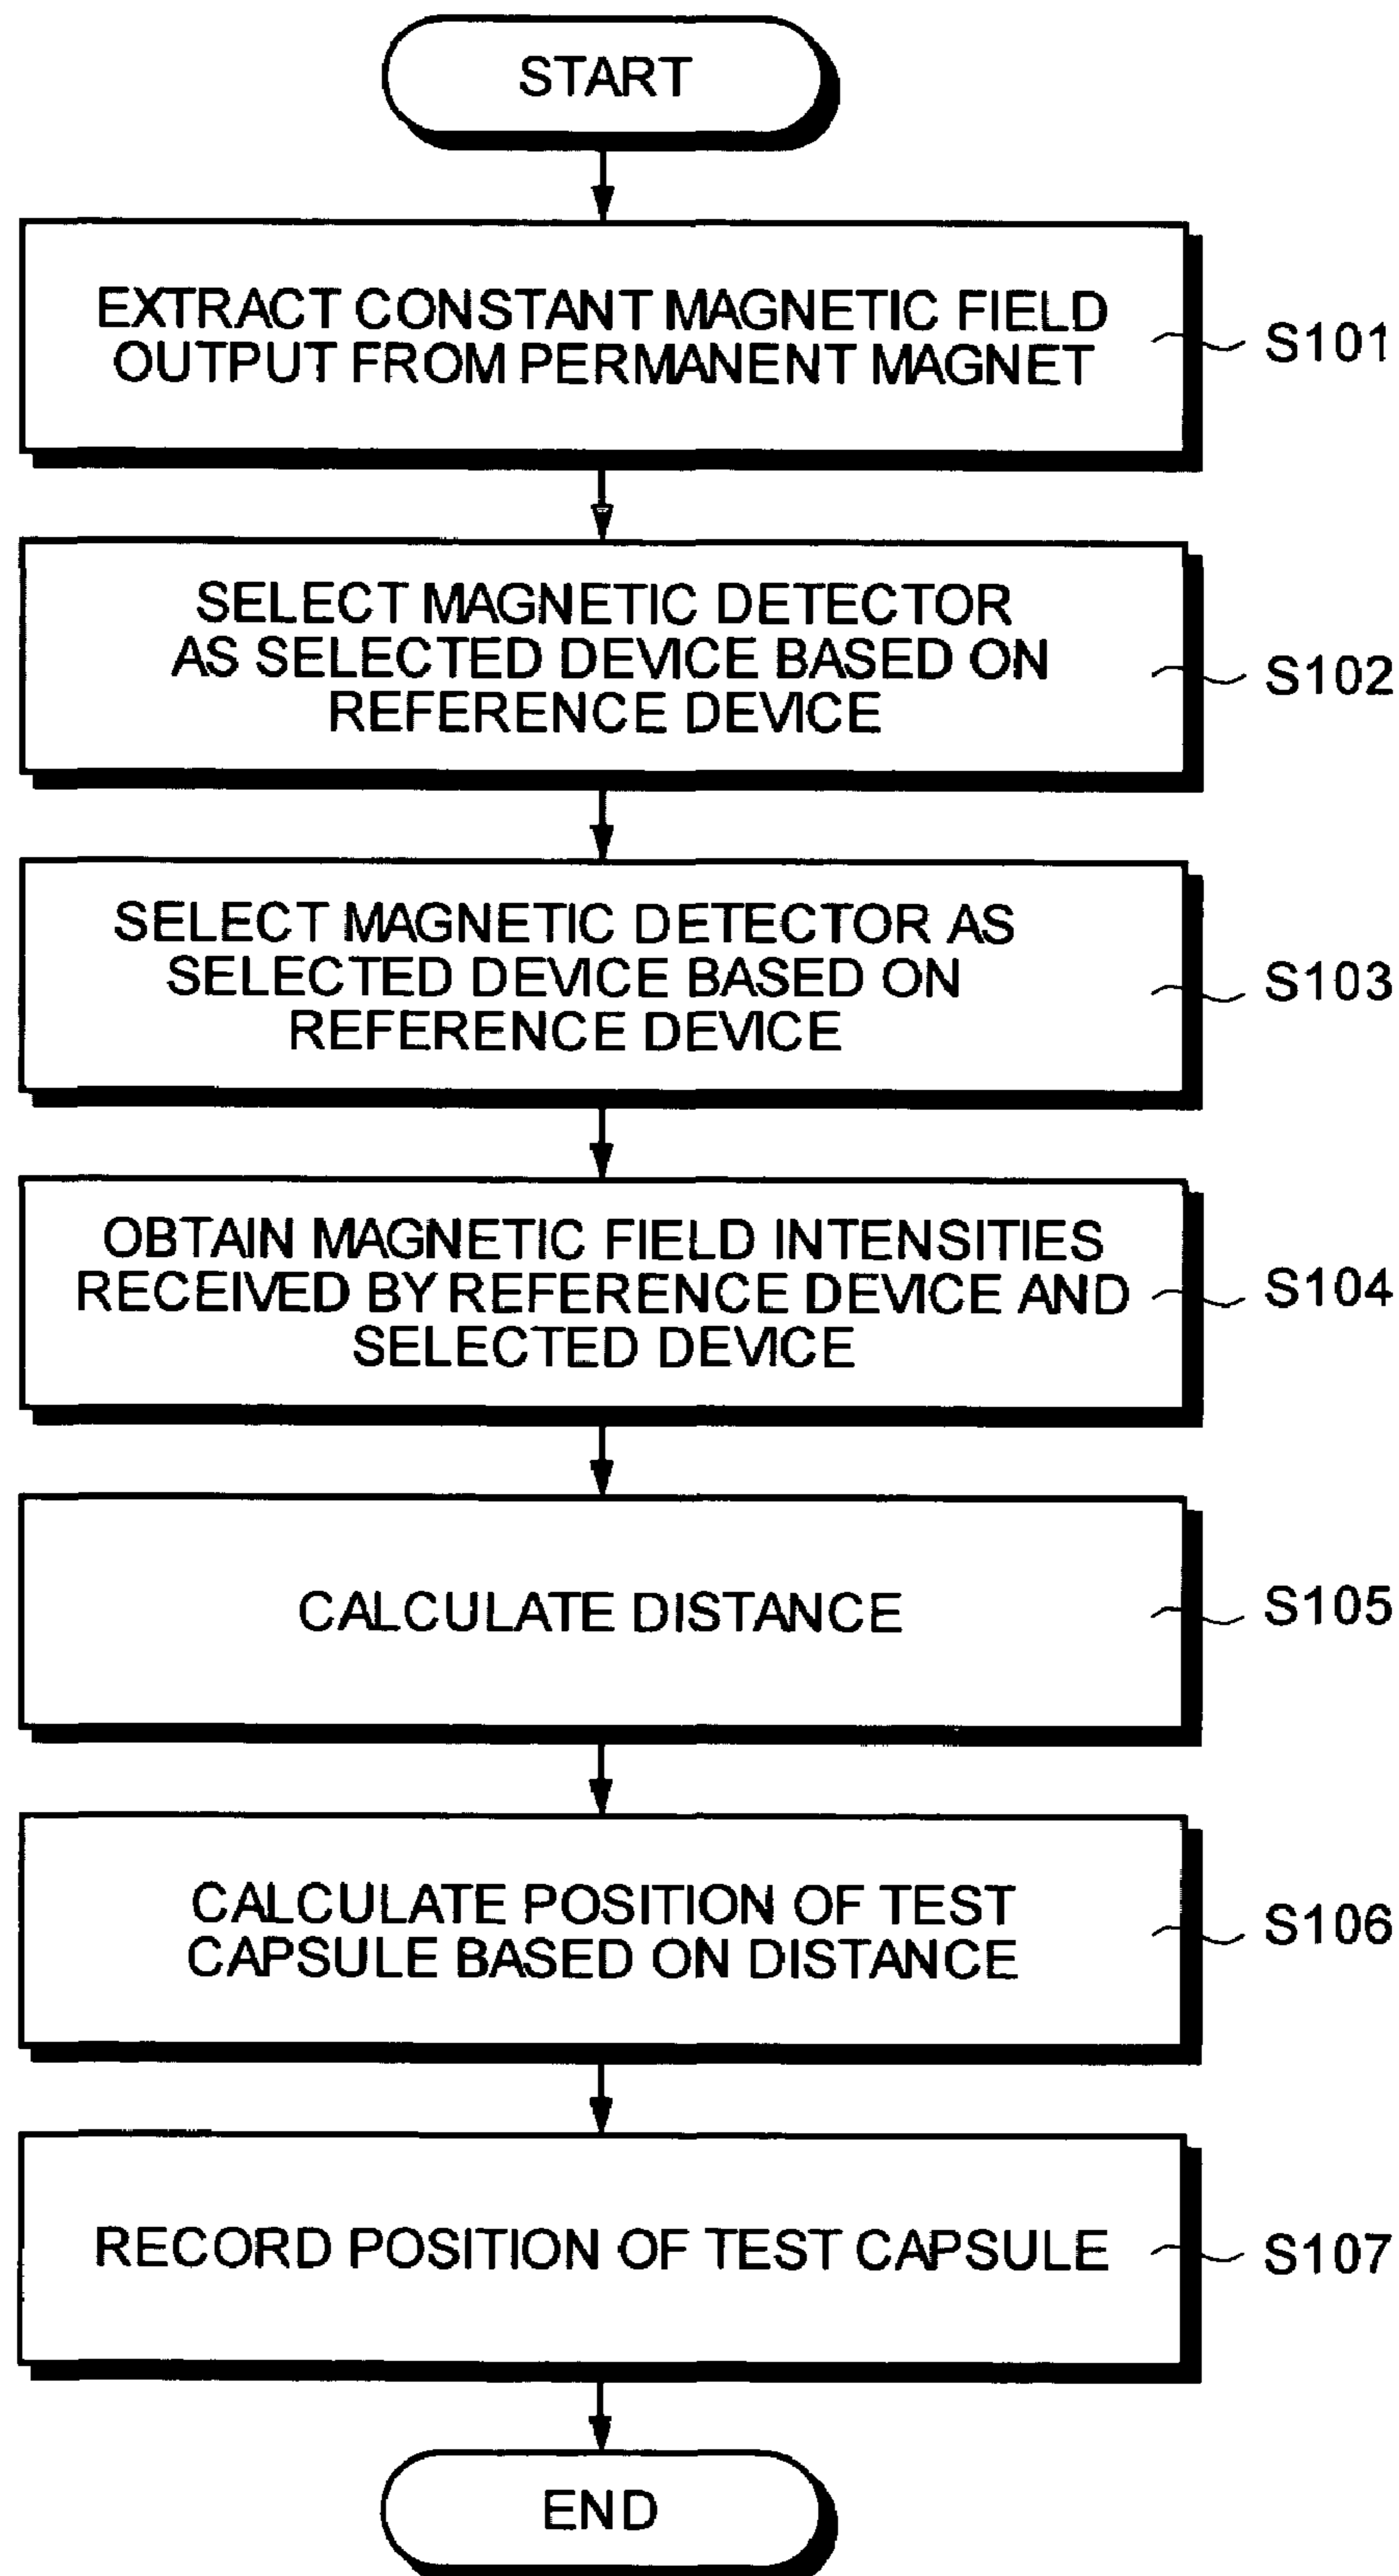 START
EXTRACT CONSTANT MAGNETIC FIELD
OUTPUT FROM PERMANENT MAGNET
S101
SELECT MAGNETIC DETECTOR
AS SELECTED DEVICE BASED ON
REFERENCE DEVICE
S102
SELECT MAGNETIC DETECTOR AS
SELECTED DEVICE BASED ON
REFERENCE DEVICE
S103
OBTAIN MAGNETIC FIELD INTENSITIES
RECEIVED BY REFERENCE DEVICE AND
SELECTED DEVICE
S104
CALCULATE DISTANCE
S105
CALCULATE POSITION OF TEST
CAPSULE BASED ON DISTANCE
S106
RECORD POSITION OF TEST CAPSULE
S107
END